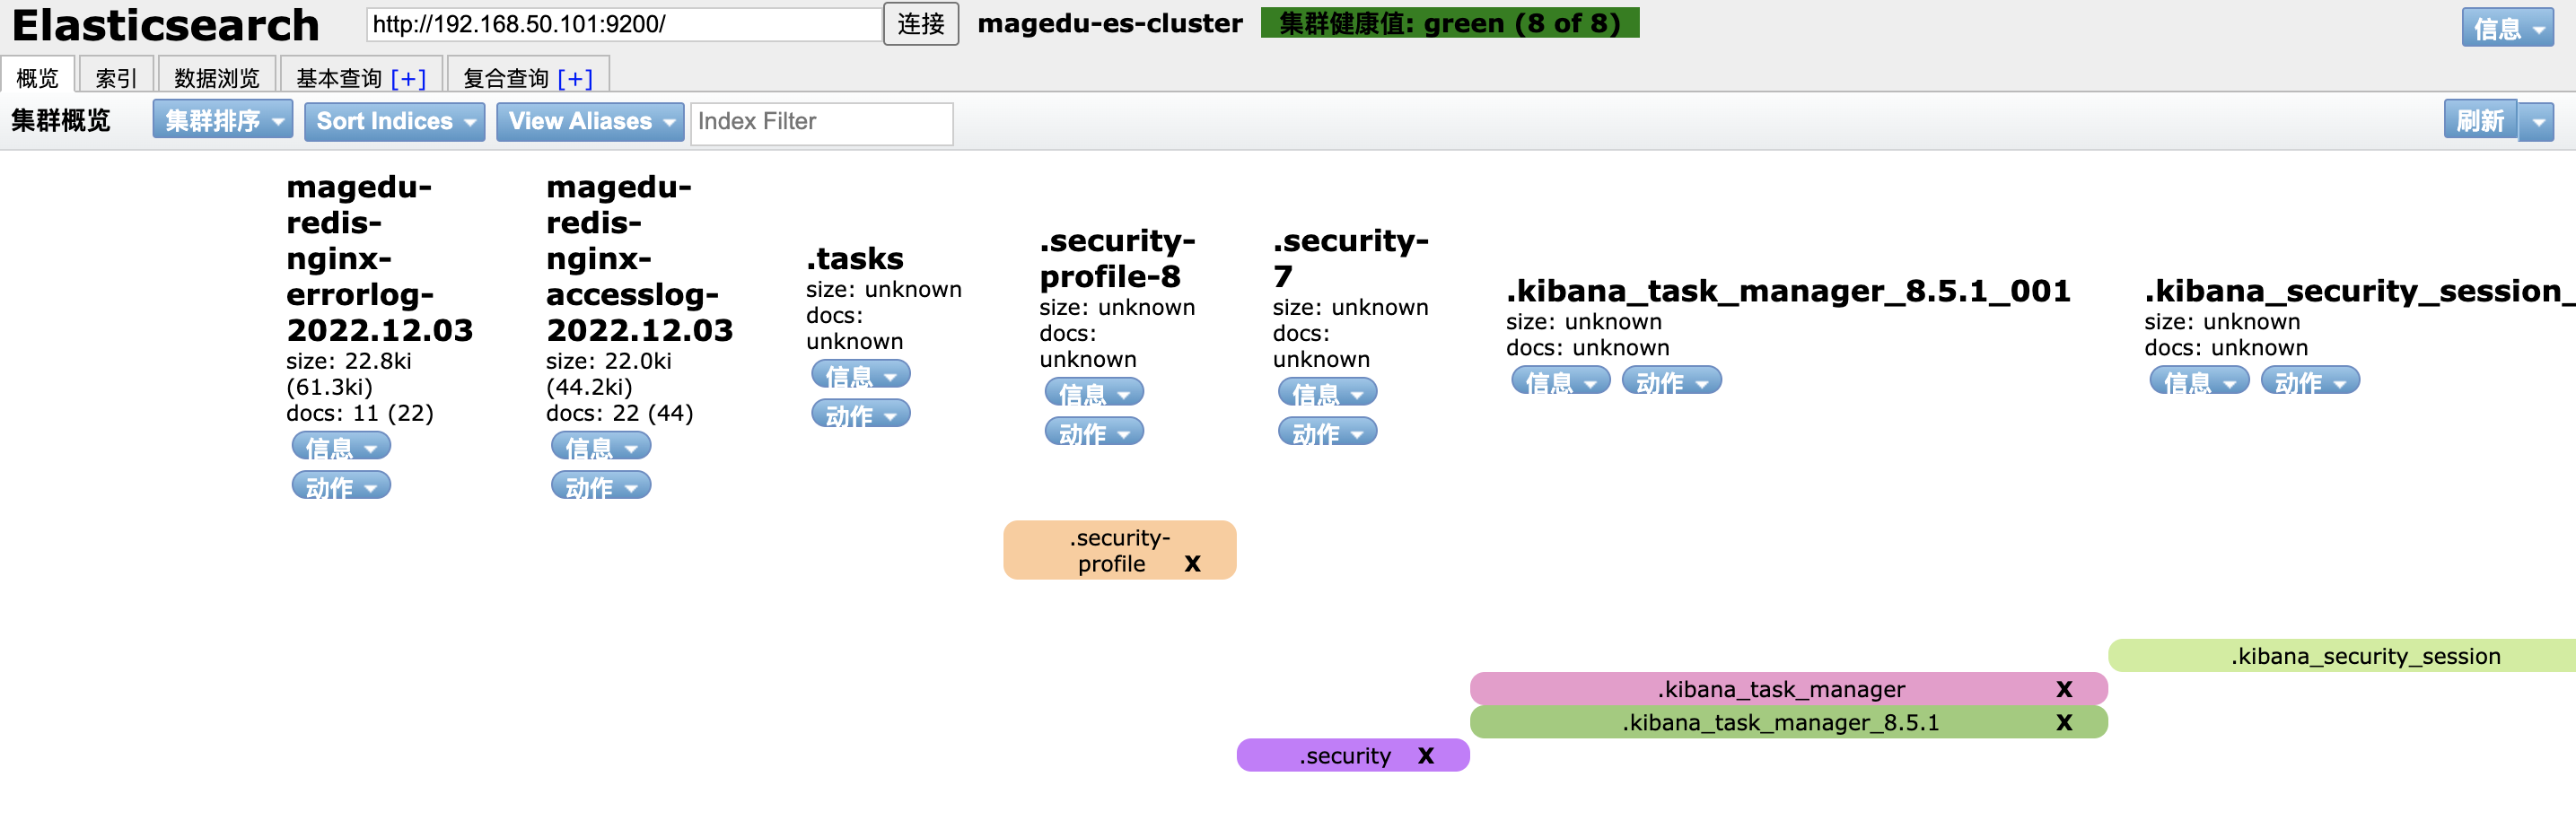 Elasticsearch
http://192.168.50.101:9200/
连接
magedu-es-cluster
集群健康值: green (8 of 8)
信息
概览
索引
数据浏览
基本查询 [+]
复合查询 [+]
集群概览
集群排序
Sort Indices
View Aliases
Index Filter
刷新
magedu-
redis-
nginx-
errorlog-
2022.12.03
size: 22.8ki
(61.3ki)
docs: 11 (22)
信息
动作
magedu-
redis-
nginx-
accesslog-
2022.12.03
size: 22.0ki
(44.2ki)
docs: 22 (44)
信息
动作
.tasks
size: unknown
docs:
unknown
信息
动作
.security-
profile-8
size: unknown
docs:
unknown
信息
动作
.security-
7
size: unknown
docs:
unknown
信息
动作
.kibana_task_manager_8.5.1_001
size: unknown
docs: unknown
信息
动作
.kibana_security_session_
size: unknown
docs: unknown
信息
动作
.security-
profile X
.kibana_security_session
.kibana_task_manager X
.kibana_task_manager_8.5.1 X
.security X